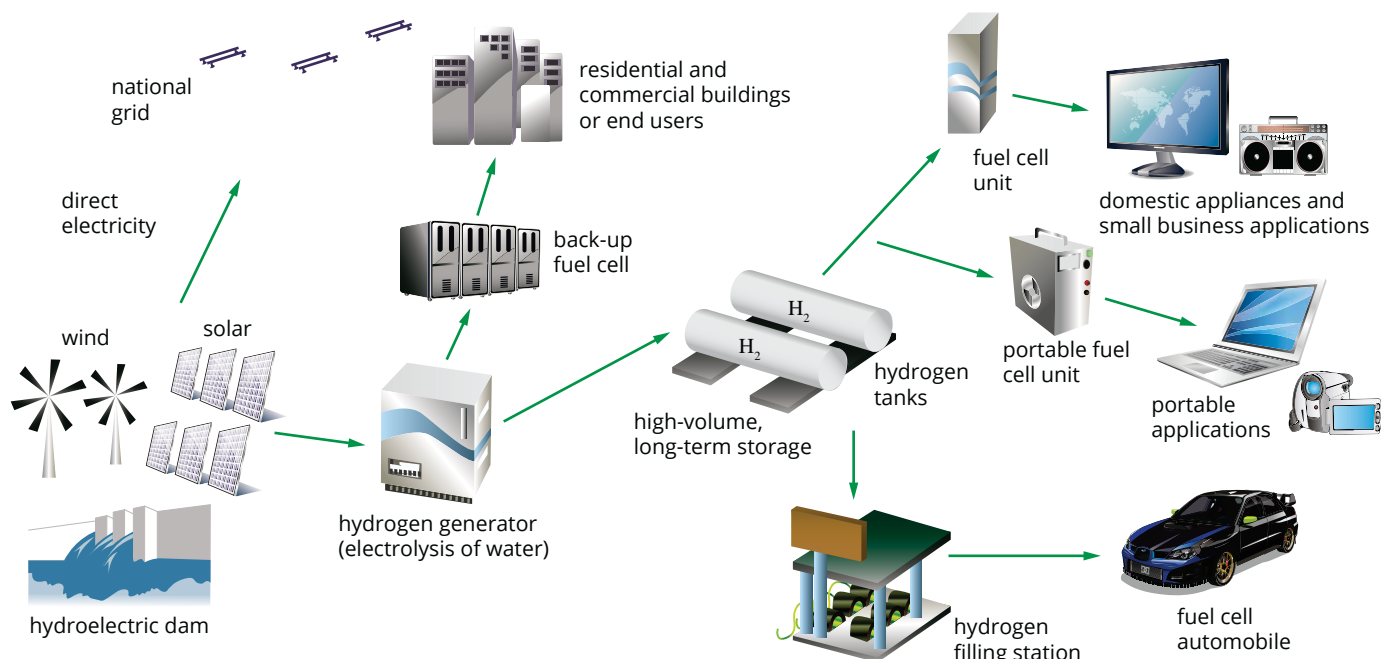 national
grid
residential and
commercial buildings
or end users
direct
electricity
back-up
fuel cell
wind
solar
hydroelectric dam
hydrogen generator
(electrolysis of water)
H₂
H₂
hydrogen
tanks
high-volume,
long-term storage
fuel cell
unit
domestic appliances and
small business applications
portable fuel
cell unit
portable
applications
hydrogen
filling station
fuel cell
automobile